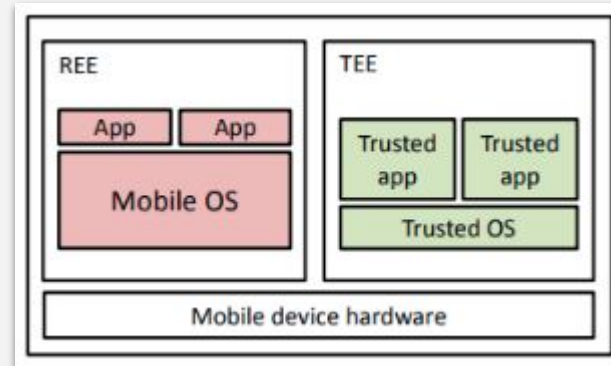 REE
App
App
Mobile OS
TEE
Trusted
app
Trusted
app
Trusted OS
Mobile device hardware